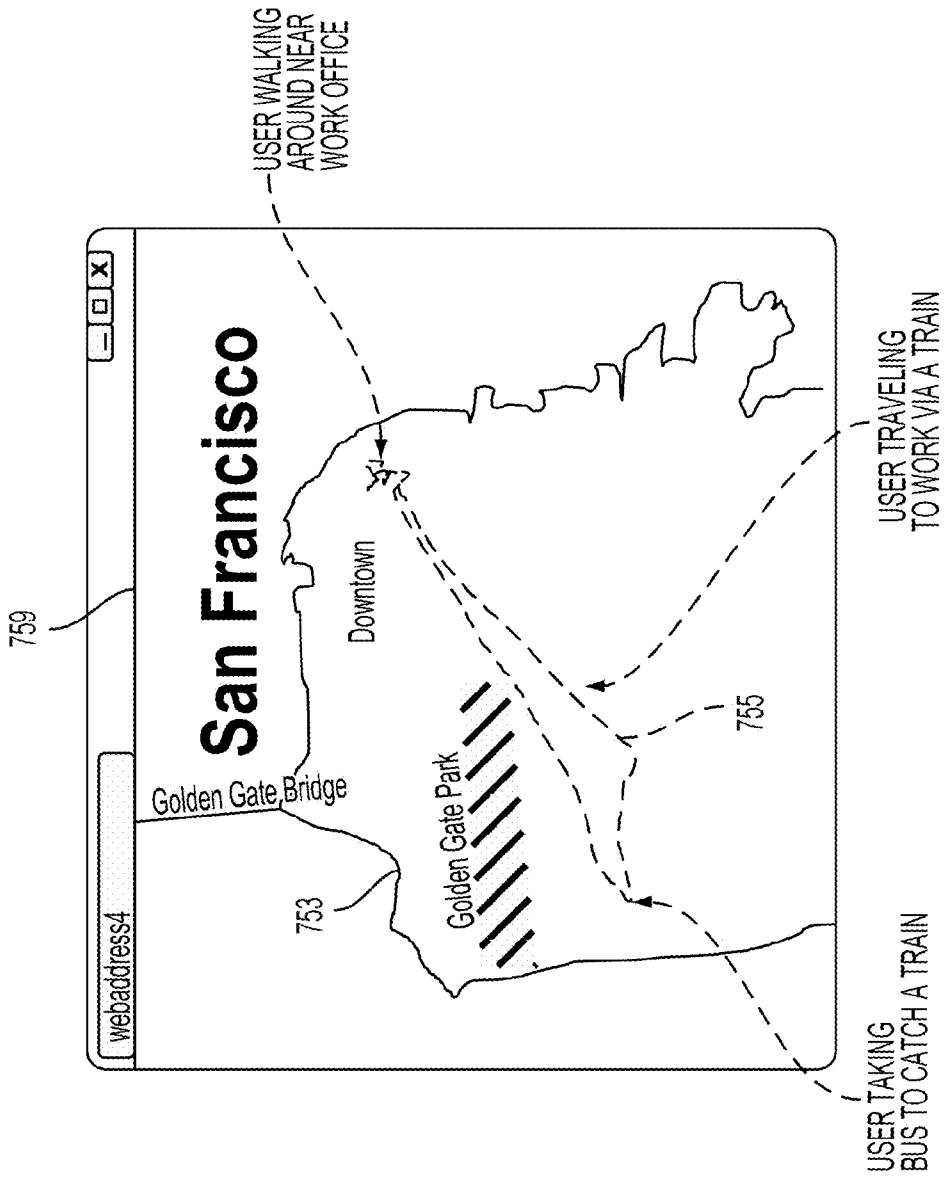 759
webaddress4
San Francisco
Golden Gate Bridge
753
Downtown
Golden Gate Park
755
USER WALKING
AROUND NEAR
WORK OFFICE
USER TAKING
BUS TO CATCH A TRAIN
USER TRAVELING
TO WORK VIA A TRAIN